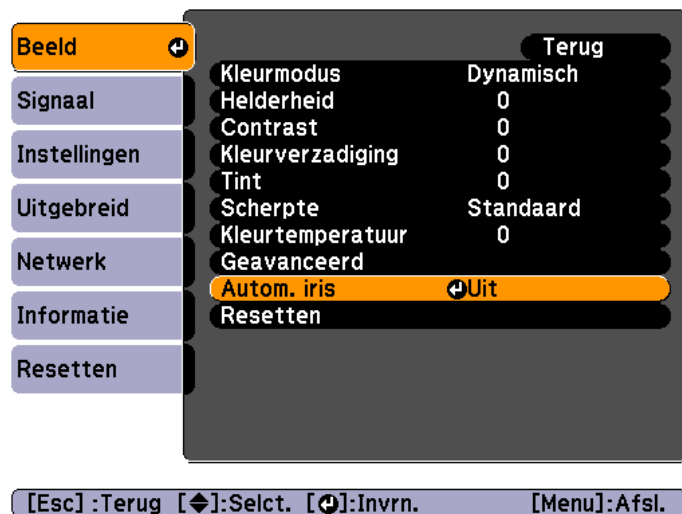 Beeld
Signaal
Instellingen
Uitgebreid
Netwerk
Informatie
Resetten
Terug
Kleurmodus Dynamisch
Helderheid 0
Contrast 0
Kleurverzadiging 0
Tint 0
Scherpte Standaard
Kleurtemperatuur 0
Geavanceerd
Autom. iris Uit
Resetten
[Esc] :Terug [◆]:Selct. [⏎]:Invrn. [Menu]:Afsl.